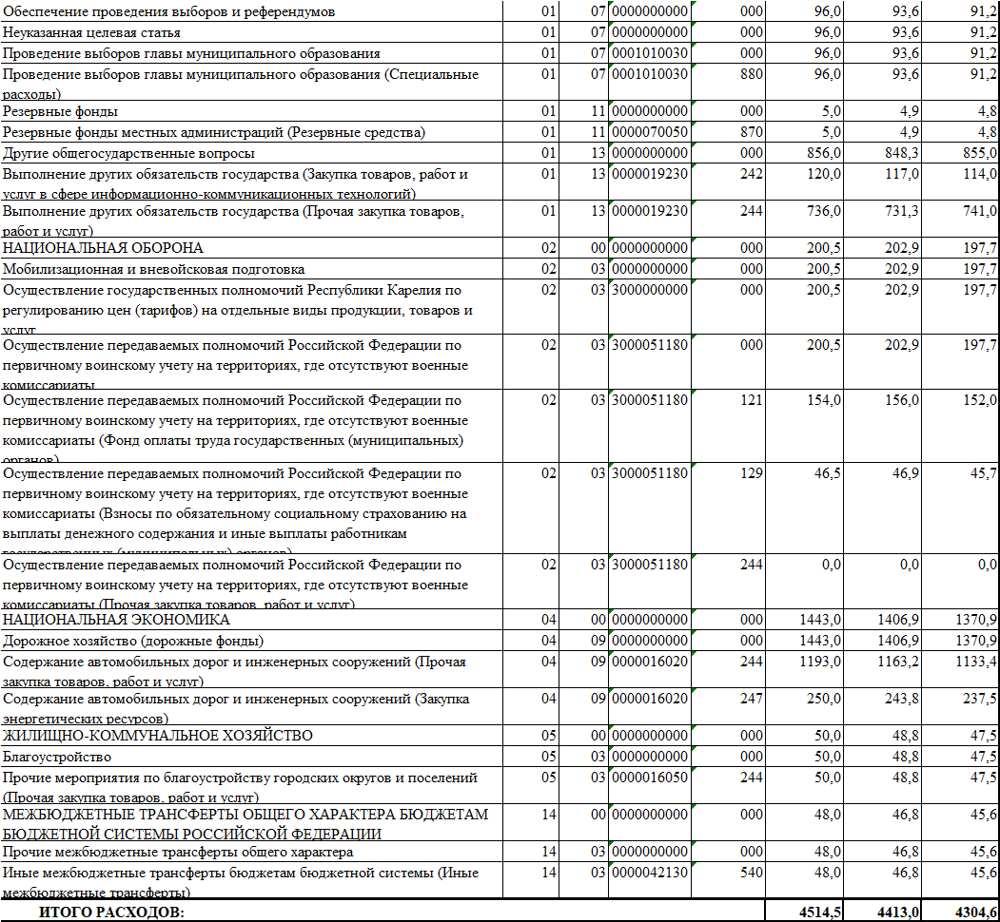 Обеспечение проведения выборов и референдумов 01 07 0000000000 000 96,0 93,6 91,2
Неуказанная целевая статья 01 07 0000000000 000 96,0 93,6 91,2
Проведение выборов главы муниципального образования 01 07 0001010030 000 96,0 93,6 91,2
Проведение выборов главы муниципального образования (Специальные 01 07 0001010030 880 96,0 93,6 91,2
расходы)
Резервные фонды 01 11 0000000000 000 5,0 4,9 4,8
Резервные фонды местных администраций (Резервные средства) 01 11 0000070050 870 5,0 4,9 4,8
Другие общегосударственные вопросы 01 13 0000000000 000 856,0 848,3 855,0
Выполнение других обязательств государства (Закупка товаров, работ и 01 13 0000019230 242 120,0 117,0 114,0
услуг в сфере информационно-коммуникационных технологий)
Выполнение других обязательств государства (Прочая закупка товаров, 01 13 0000019230 244 736,0 731,3 741,0
работ и услуг)
НАЦИОНАЛЬНАЯ ОБОРОНА 02 00 0000000000 000 200,5 202,9 197,7
Мобилизационная и вневойсковая подготовка 02 03 0000000000 000 200,5 202,9 197,7
Осуществление государственных полномочий Республики Карелия по 02 03 3000000000 000 200,5 202,9 197,7
регулированию цен (тарифов) на отдельные виды продукции, товаров и
услуг
Осуществление передаваемых полномочий Российской Федерации по 02 03 3000051180 000 200,5 202,9 197,7
первичному воинскому учету на территориях, где отсутствуют военные
комиссариаты
Осуществление передаваемых полномочий Российской Федерации по 02 03 3000051180 121 154,0 156,0 152,0
первичному воинскому учету на территориях, где отсутствуют военные
комиссариаты (Фонд оплаты труда государственных (муниципальных)
органов)
Осуществление передаваемых полномочий Российской Федерации по 02 03 3000051180 129 46,5 46,9 45,7
первичному воинскому учету на территориях, где отсутствуют военные
комиссариаты (Взносы по обязательному социальному страхованию на
выплаты денежного содержания и иные выплаты работникам
государственных (муниципальных) органов)
Осуществление передаваемых полномочий Российской Федерации по 02 03 3000051180 244 0,0 0,0 0,0
первичному воинскому учету на территориях, где отсутствуют военные
комиссариаты (Прочая закупка товаров, работ и услуг)
НАЦИОНАЛЬНАЯ ЭКОНОМИКА 04 00 0000000000 000 1443,0 1406,9 1370,9
Дорожное хозяйство (дорожные фонды) 04 09 0000000000 000 1443,0 1406,9 1370,9
Содержание автомобильных дорог и инженерных сооружений (Прочая 04 09 0000016020 244 1193,0 1163,2 1133,4
закупка товаров, работ и услуг)
Содержание автомобильных дорог и инженерных сооружений (Закупка 04 09 0000016020 247 250,0 243,8 237,5
энергетических ресурсов)
ЖИЛИЩНО-КОММУНАЛЬНОЕ ХОЗЯЙСТВО 05 00 0000000000 000 50,0 48,8 47,5
Благоустройство 05 03 0000000000 000 50,0 48,8 47,5
Прочие мероприятия по благоустройству городских округов и поселений 05 03 0000016050 244 50,0 48,8 47,5
(Прочая закупка товаров, работ и услуг)
МЕЖБЮДЖЕТНЫЕ ТРАНСФЕРТЫ ОБЩЕГО ХАРАКТЕРА БЮДЖЕТАМ 14 00 0000000000 000 48,0 46,8 45,6
БЮДЖЕТНОЙ СИСТЕМЫ РОССИЙСКОЙ ФЕДЕРАЦИИ
Прочие межбюджетные трансферты общего характера 14 03 0000000000 000 48,0 46,8 45,6
Иные межбюджетные трансферты бюджетам бюджетной системы (Иные 14 03 0000042130 540 48,0 46,8 45,6
межбюджетные трансферты)
ИТОГО РАСХОДОВ: 4514,5 4413,0 4304,6